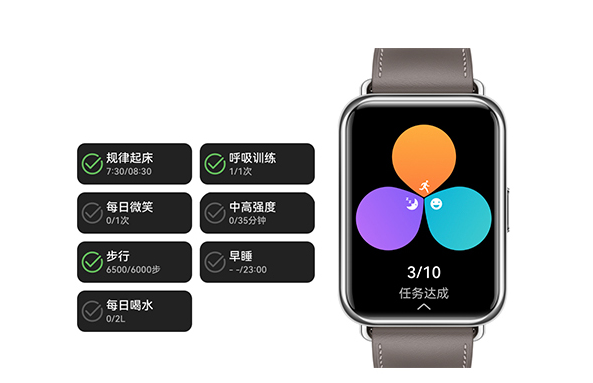 规律起床
7:30/08:30
呼吸训练
1/1次
每日微笑
0/1次
中高强度
0/35分钟
步行
6500/6000步
早睡
- -/23:00
每日喝水
0/2L
3/10
任务达成